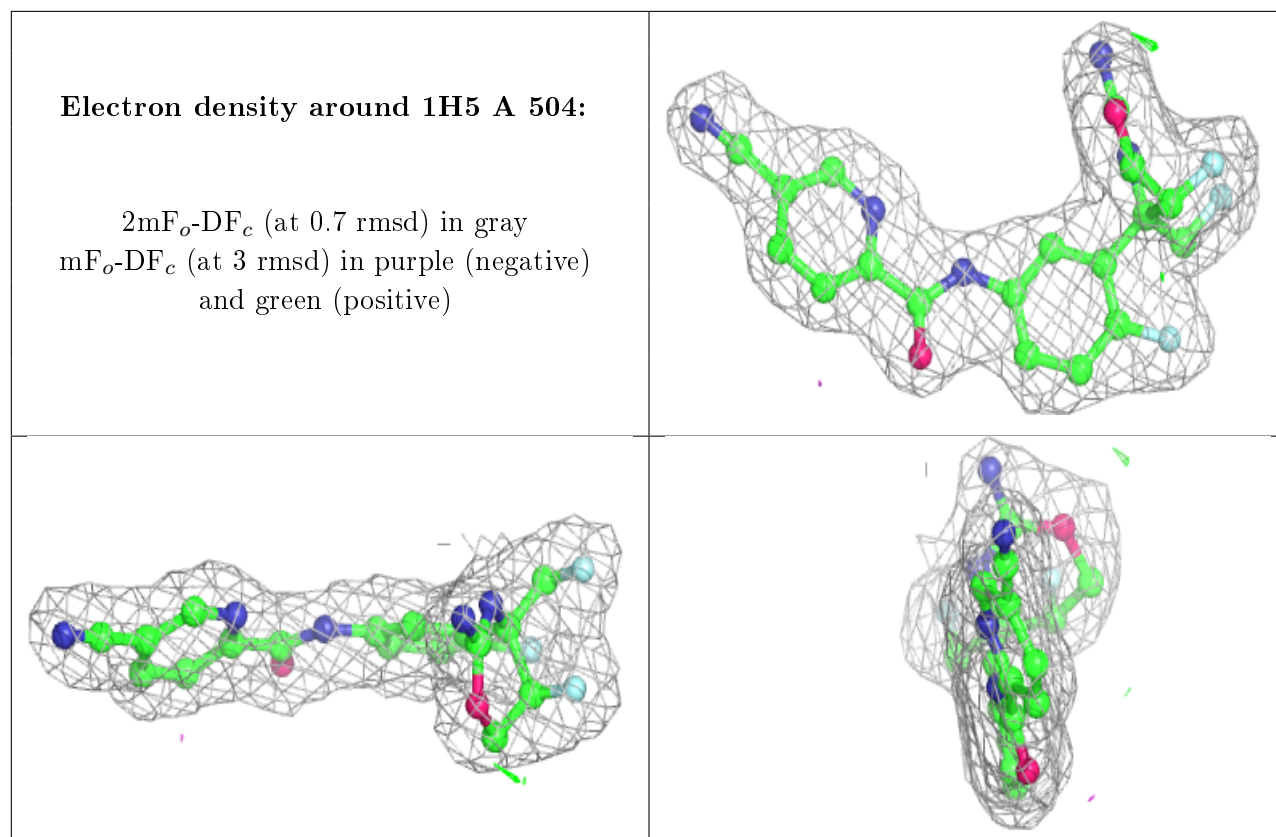 Electron density around 1H5 A 504:
2mFₒ-DF𝒸 (at 0.7 rmsd) in gray
mFₒ-DF𝒸 (at 3 rmsd) in purple (negative)
and green (positive)